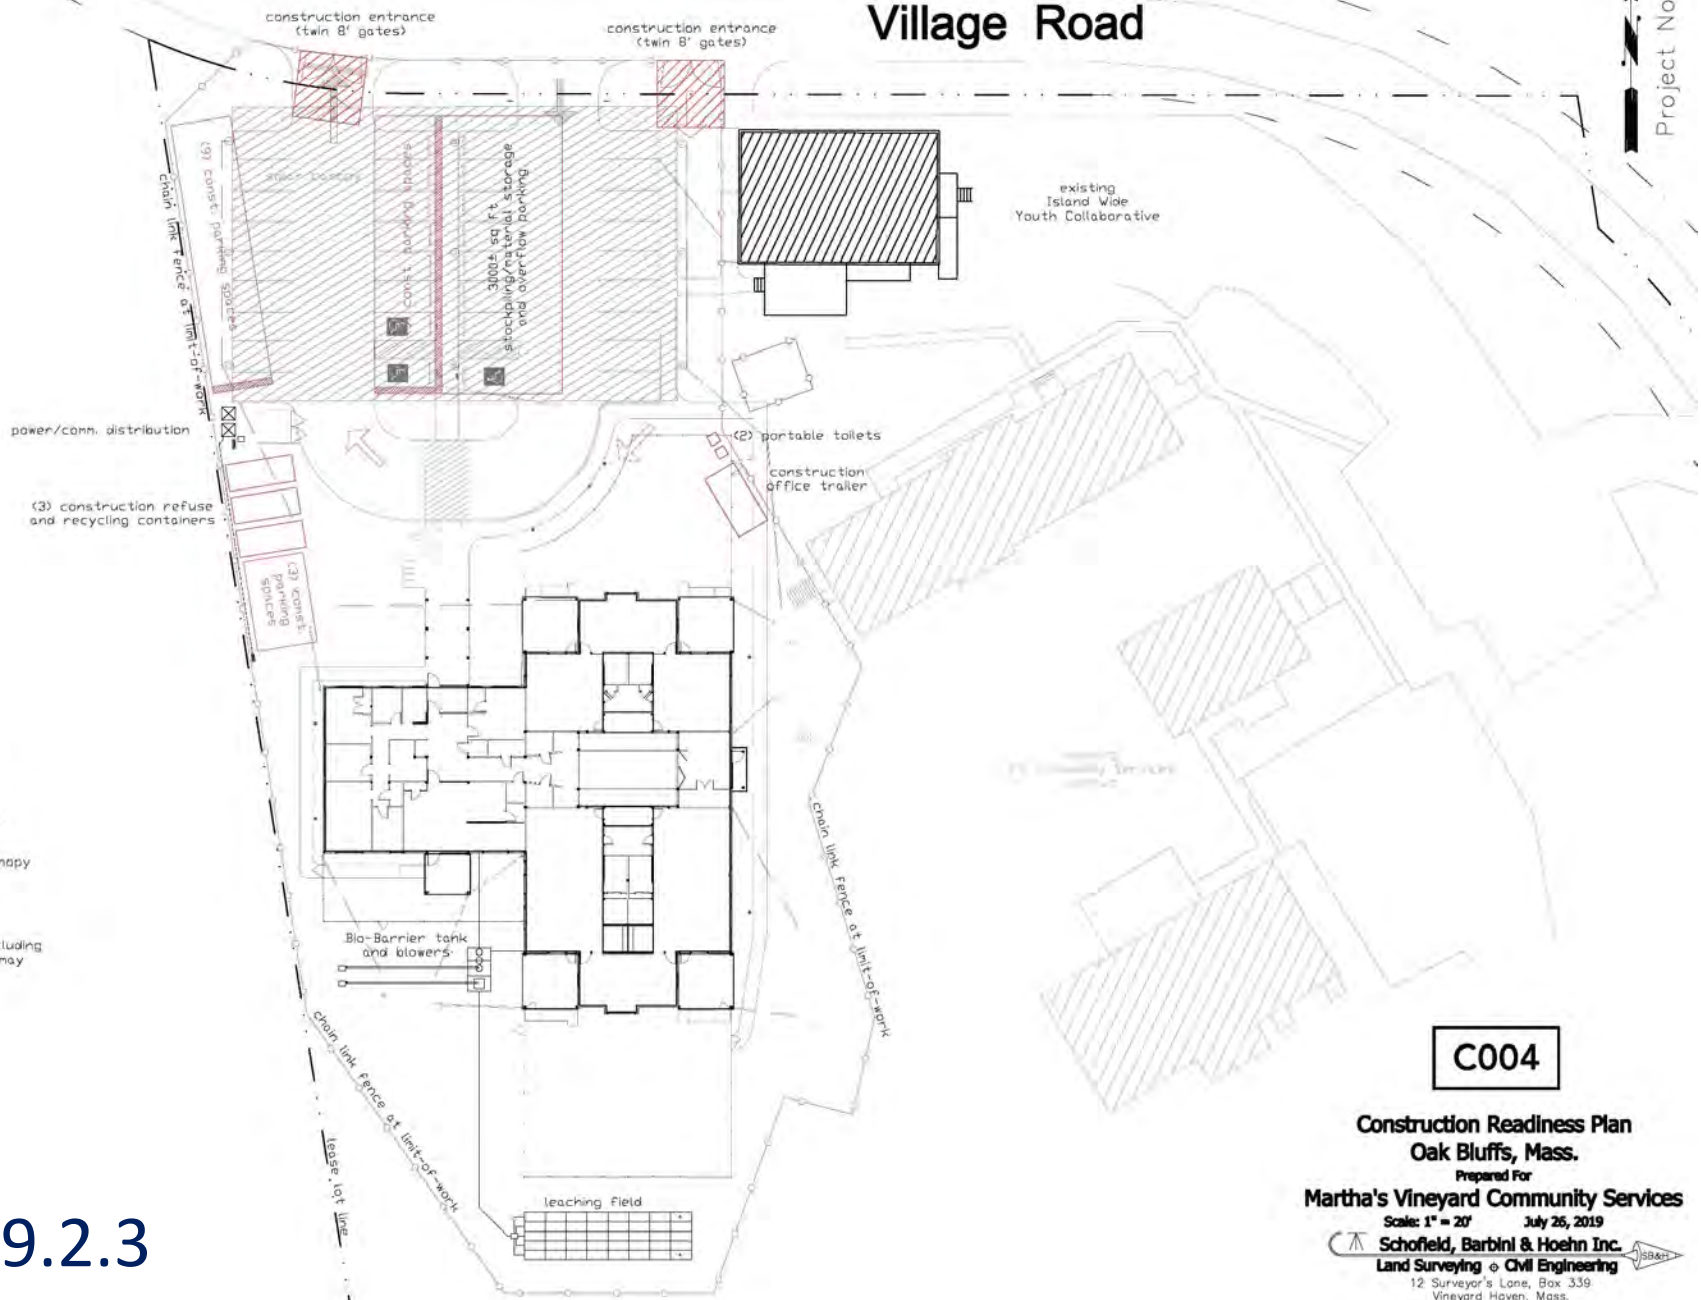 Village Road
construction entrance
(twin 8' gates)
construction entrance
(twin 8' gates)
Project No
existing
Island Wide
Youth Collaborative
(9) const. parking spaces
const parking spaces
3000± sq ft
stockpiling/material storage
and overflow parking
chain link fence at limit-of-work
power/comm. distribution
(2) portable toilets
construction
office trailer
(3) construction refuse
and recycling containers
(3) const.
parking
spaces
Community Services
chain link fence at limit-of-work
Bio-Barrier tank
and blowers
chain link fence at limit-of-work
lease lot line
leaching field
9.2.3
C004
Construction Readiness Plan
Oak Bluffs, Mass.
Prepared For
Martha's Vineyard Community Services
Scale: 1" = 20' July 26, 2019
Schofield, Barbini & Hoehn Inc.
SB&H
Land Surveying Civil Engineering
12 Surveyor's Lane, Box 339
Vineyard Haven, Mass.